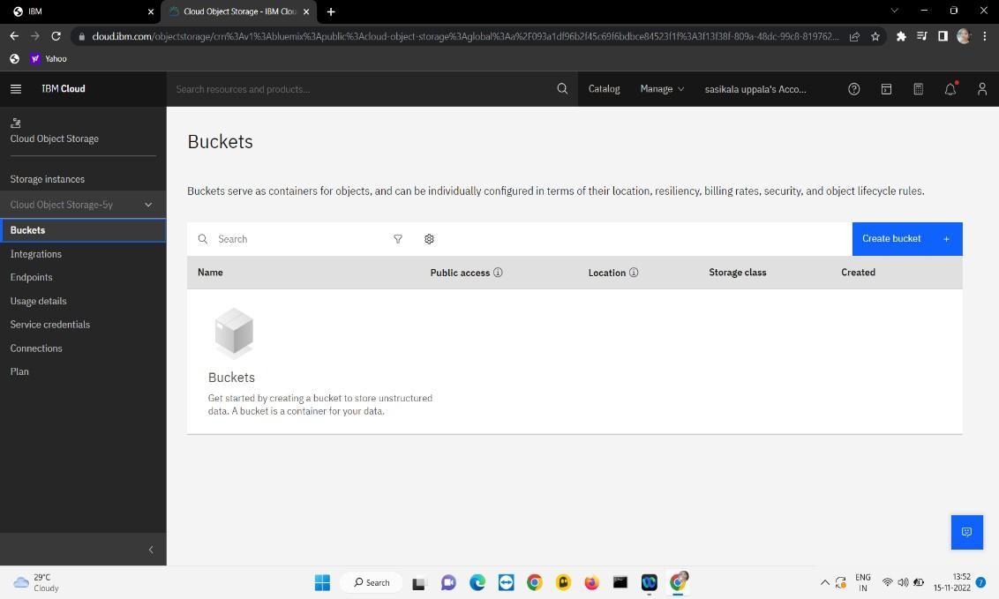 IBM
Cloud Object Storage - IBM Clou
cloud.ibm.com/objectstorage/crn%3Av1%3Abluemix%3Apublic%3Acloud-object-storage%3Aglobal%3Aa%2F093a1df96b2f45c69f6bdbce84523f1f%3A3f13f38f-809a-48dc-99c8-819762...
Yahoo
IBM Cloud
Search resources and products...
Catalog
Manage
sasikala uppala's Acco...
Cloud Object Storage
Storage instances
Cloud Object Storage-5y
Buckets
Integrations
Endpoints
Usage details
Service credentials
Connections
Plan
Buckets
Buckets serve as containers for objects, and can be individually configured in terms of their location, resiliency, billing rates, security, and object lifecycle rules.
Search
Create bucket +
Name Public access Location Storage class Created
Buckets
Get started by creating a bucket to store unstructured
data. A bucket is a container for your data.
29°C
Cloudy
Search
ENG
IN
13:52
15-11-2022
7